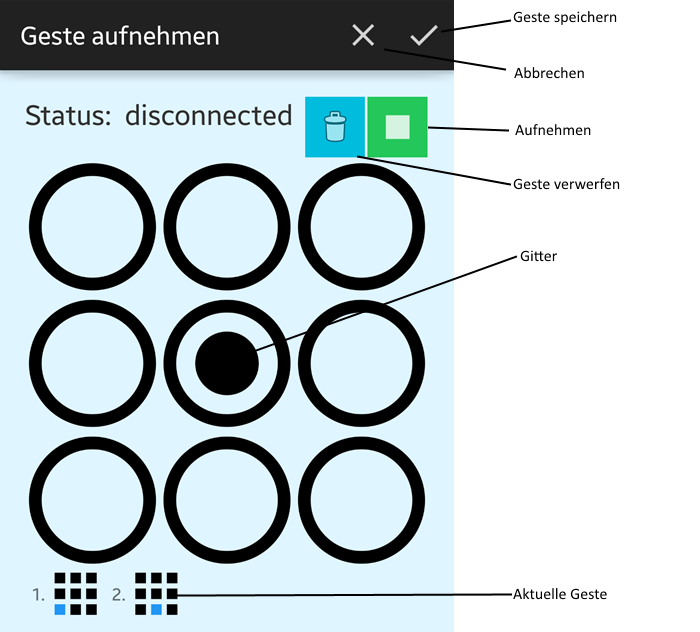 Geste aufnehmen
Geste speichern
Abbrechen
Status: disconnected
Aufnehmen
Geste verwerfen
Gitter
1. 2.
Aktuelle Geste